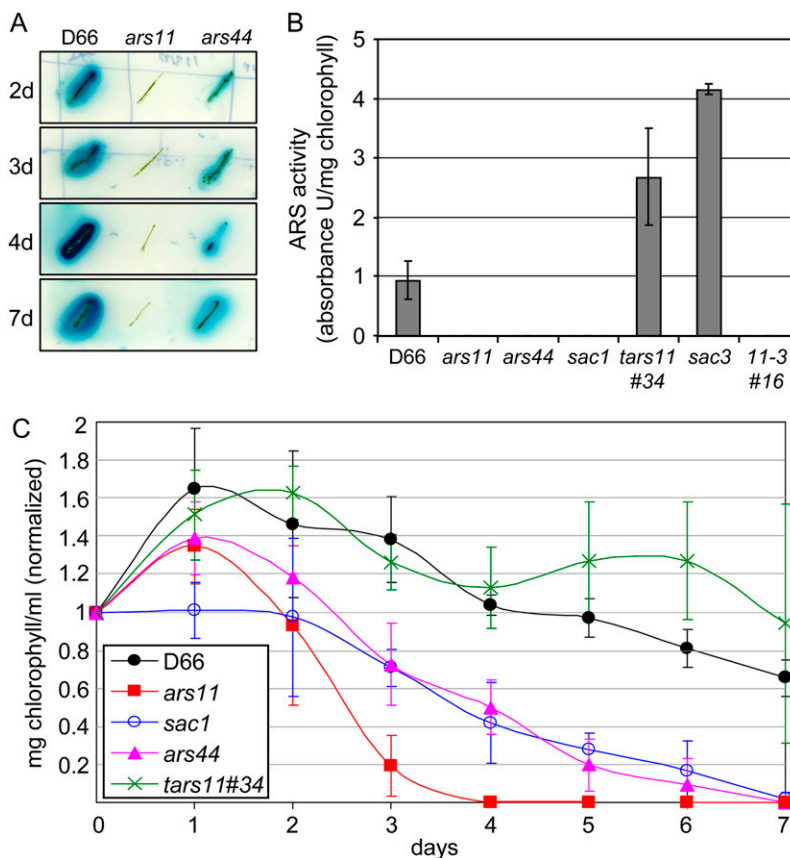 A
D66 ars11 ars44
2d
3d
4d
7d
B
ARS activity
(absorbance U/mg chlorophyll)
5
4
3
2
1
0
D66 ars11 ars44 sac1 tars11 sac3 11-3
#34 #16
C
mg chlorophyll/ml (normalized)
2
1.8
1.6
1.4
1.2
1
0.8
0.6
0.4
0.2
D66
ars11
sac1
ars44
tars11#34
0 1 2 3 4 5 6 7
days